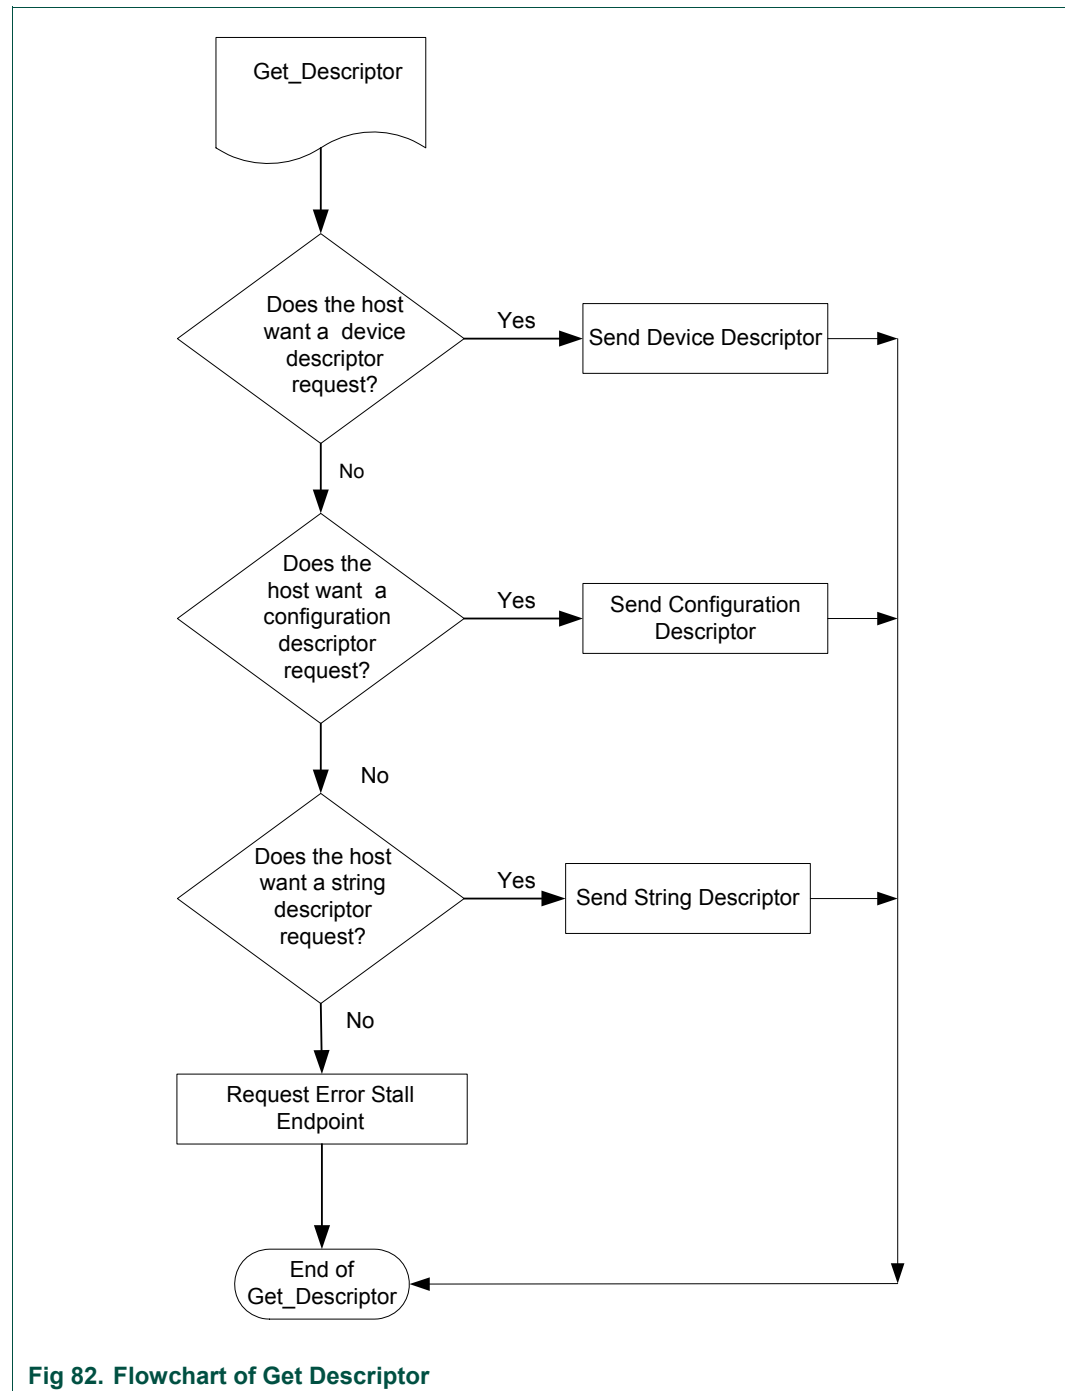 Get_Descriptor
Does the host
want a device
descriptor
request?
Yes
Send Device Descriptor
No
Does the
host want a
configuration
descriptor
request?
Yes
Send Configuration
Descriptor
No
Does the host
want a string
descriptor
request?
Yes
Send String Descriptor
No
Request Error Stall
Endpoint
End of
Get_Descriptor
Fig 82. Flowchart of Get Descriptor